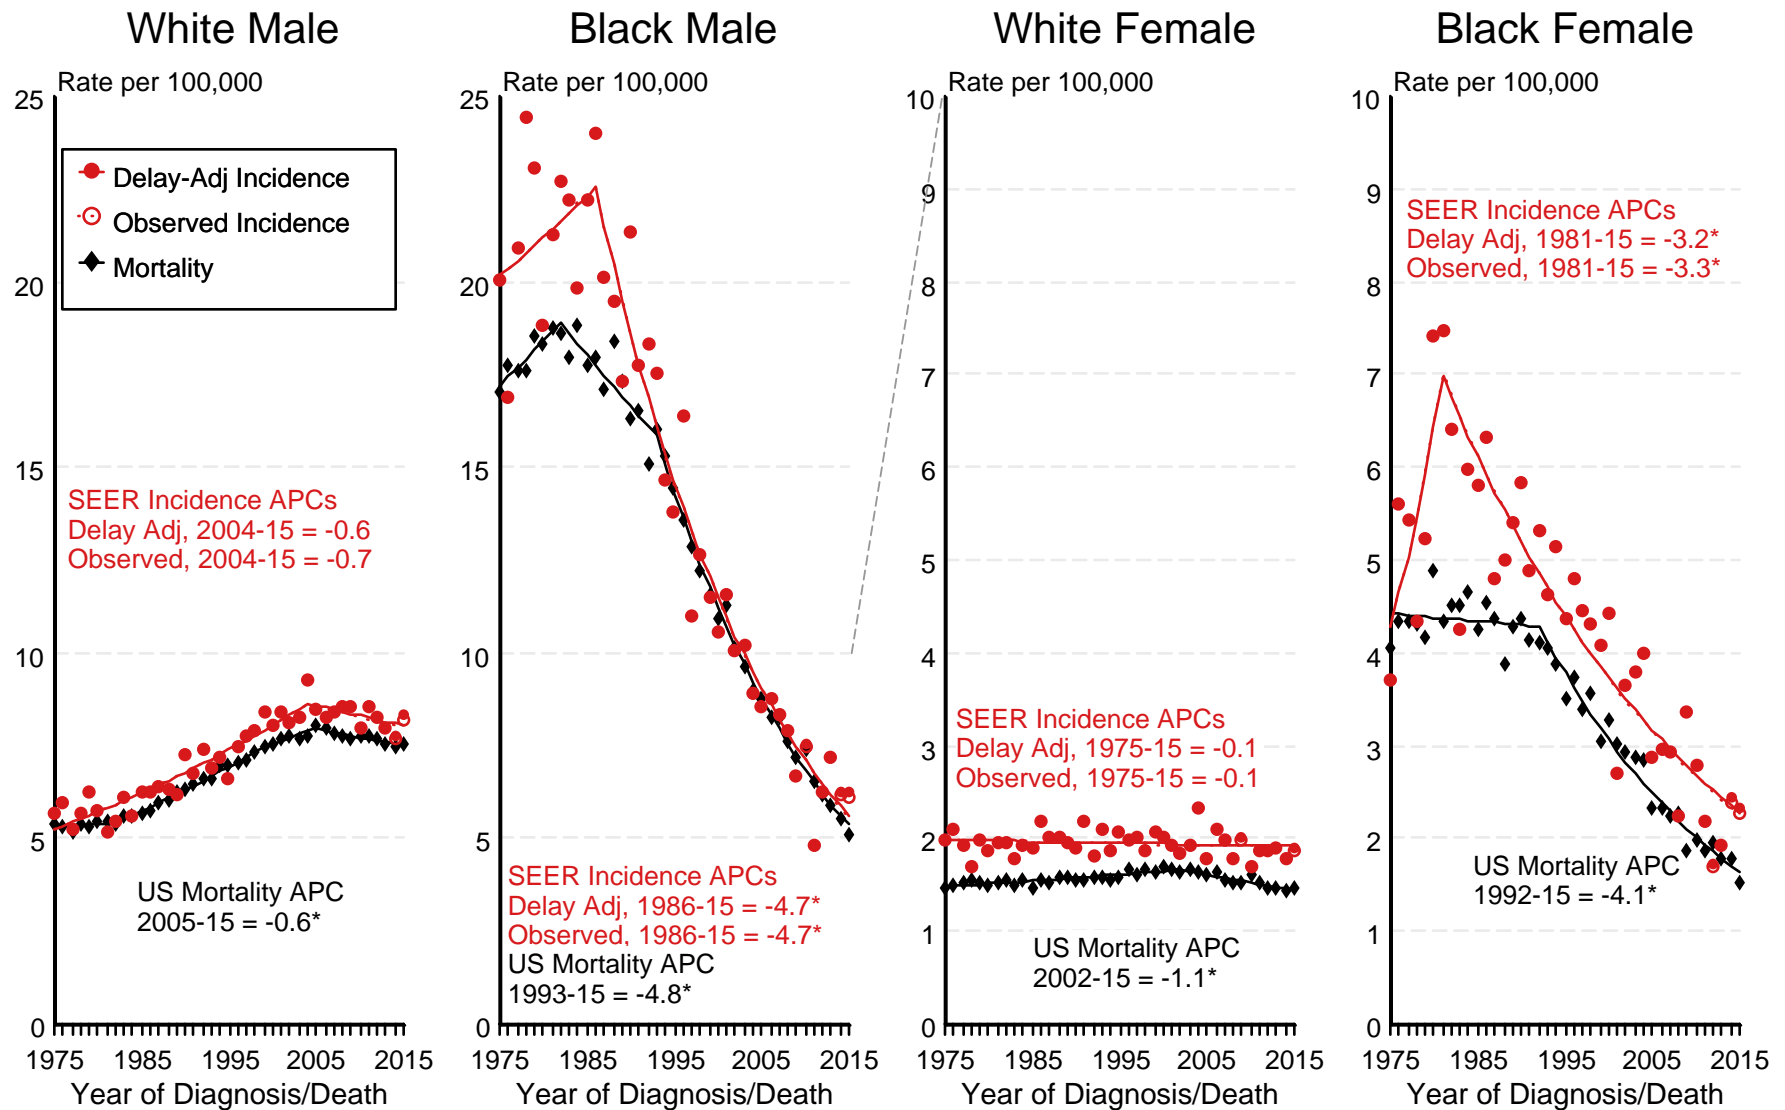 White Male
Rate per 100,000
25
20
15
10
5
0
Delay-Adj Incidence
Observed Incidence
Mortality
SEER Incidence APCs
Delay Adj, 2004-15 = -0.6
Observed, 2004-15 = -0.7
US Mortality APC
2005-15 = -0.6*
1975 1985 1995 2005 2015
Year of Diagnosis/Death
Black Male
Rate per 100,000
25
20
15
10
5
0
SEER Incidence APCs
Delay Adj, 1986-15 = -4.7*
Observed, 1986-15 = -4.7*
US Mortality APC
1993-15 = -4.8*
1975 1985 1995 2005 2015
Year of Diagnosis/Death
White Female
Rate per 100,000
10
9
8
7
6
5
4
3
2
1
0
SEER Incidence APCs
Delay Adj, 1975-15 = -0.1
Observed, 1975-15 = -0.1
US Mortality APC
2002-15 = -1.1*
1975 1985 1995 2005 2015
Year of Diagnosis/Death
Black Female
Rate per 100,000
10
9
8
7
6
5
4
3
2
1
0
SEER Incidence APCs
Delay Adj, 1981-15 = -3.2*
Observed, 1981-15 = -3.3*
US Mortality APC
1992-15 = -4.1*
1975 1985 1995 2005 2015
Year of Diagnosis/Death